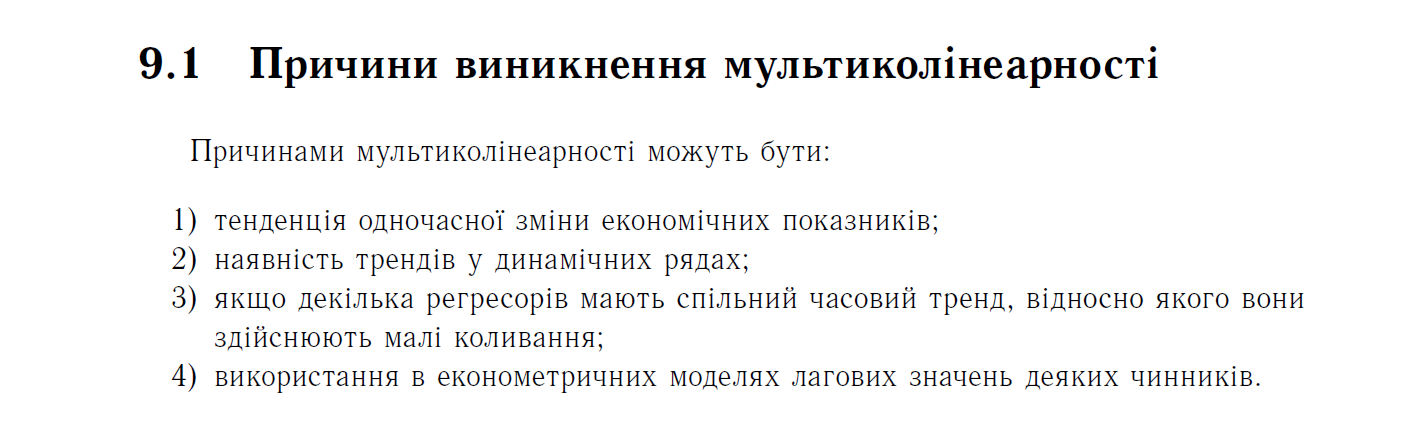 9.1 Причини виникнення мультиколінеарності
Причинами мультиколінеарності можуть бути:
1) тенденція одночасної зміни економічних показників;
2) наявність трендів у динамічних рядах;
3) якщо декілька регресорів мають спільний часовий тренд, відносно якого вони
здійснюють малі коливання;
4) використання в економетричних моделях лагових значень деяких чинників.